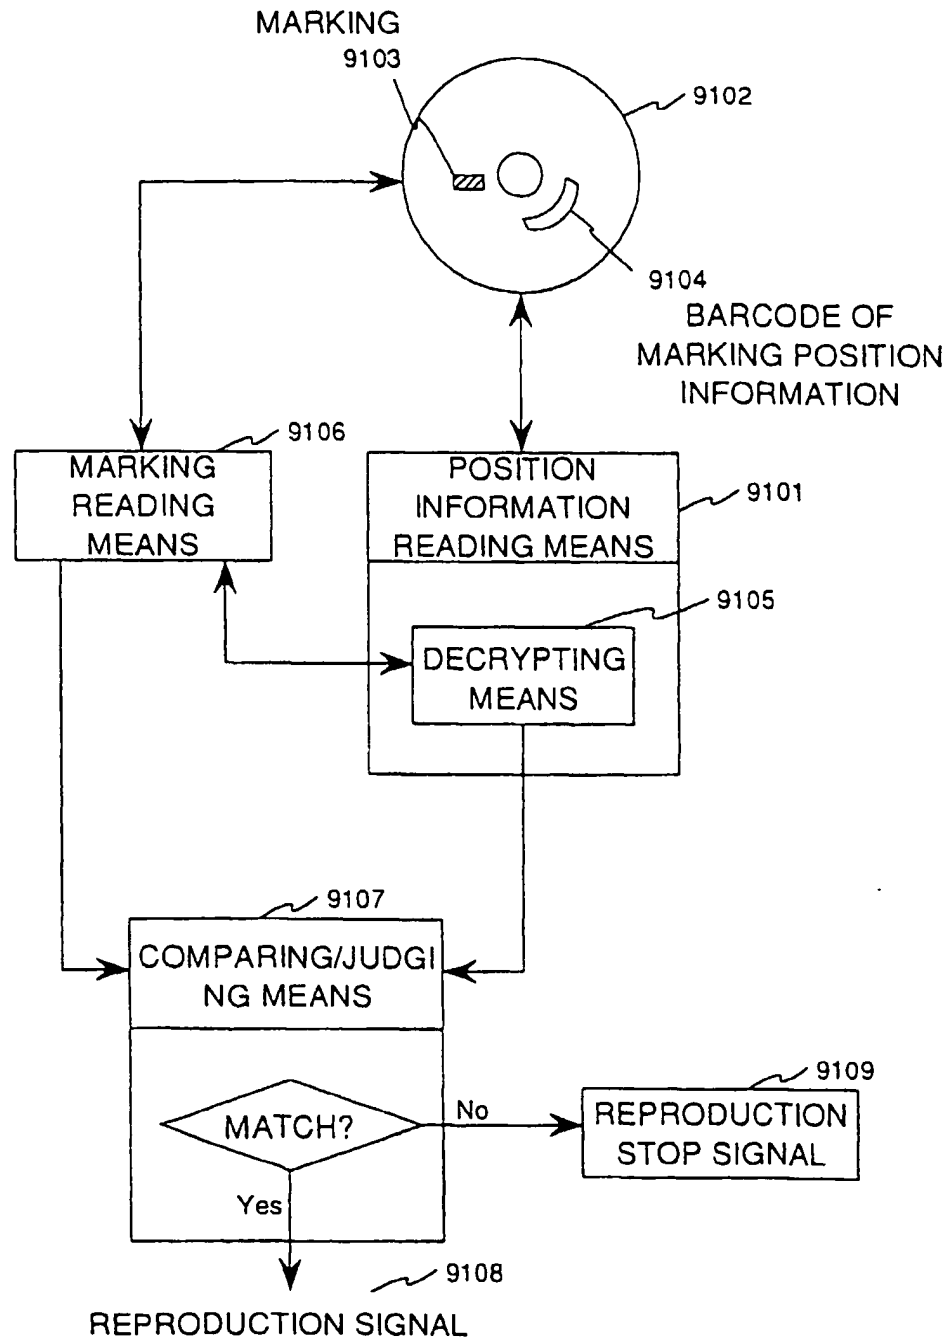 MARKING
9103
9102
9104
BARCODE OF
MARKING POSITION
INFORMATION
9106
MARKING
READING
MEANS
POSITION
INFORMATION
READING MEANS
9101
9105
DECRYPTING
MEANS
9107
COMPARING/JUDGI
NG MEANS
MATCH?
No
Yes
9109
REPRODUCTION
STOP SIGNAL
9108
REPRODUCTION SIGNAL